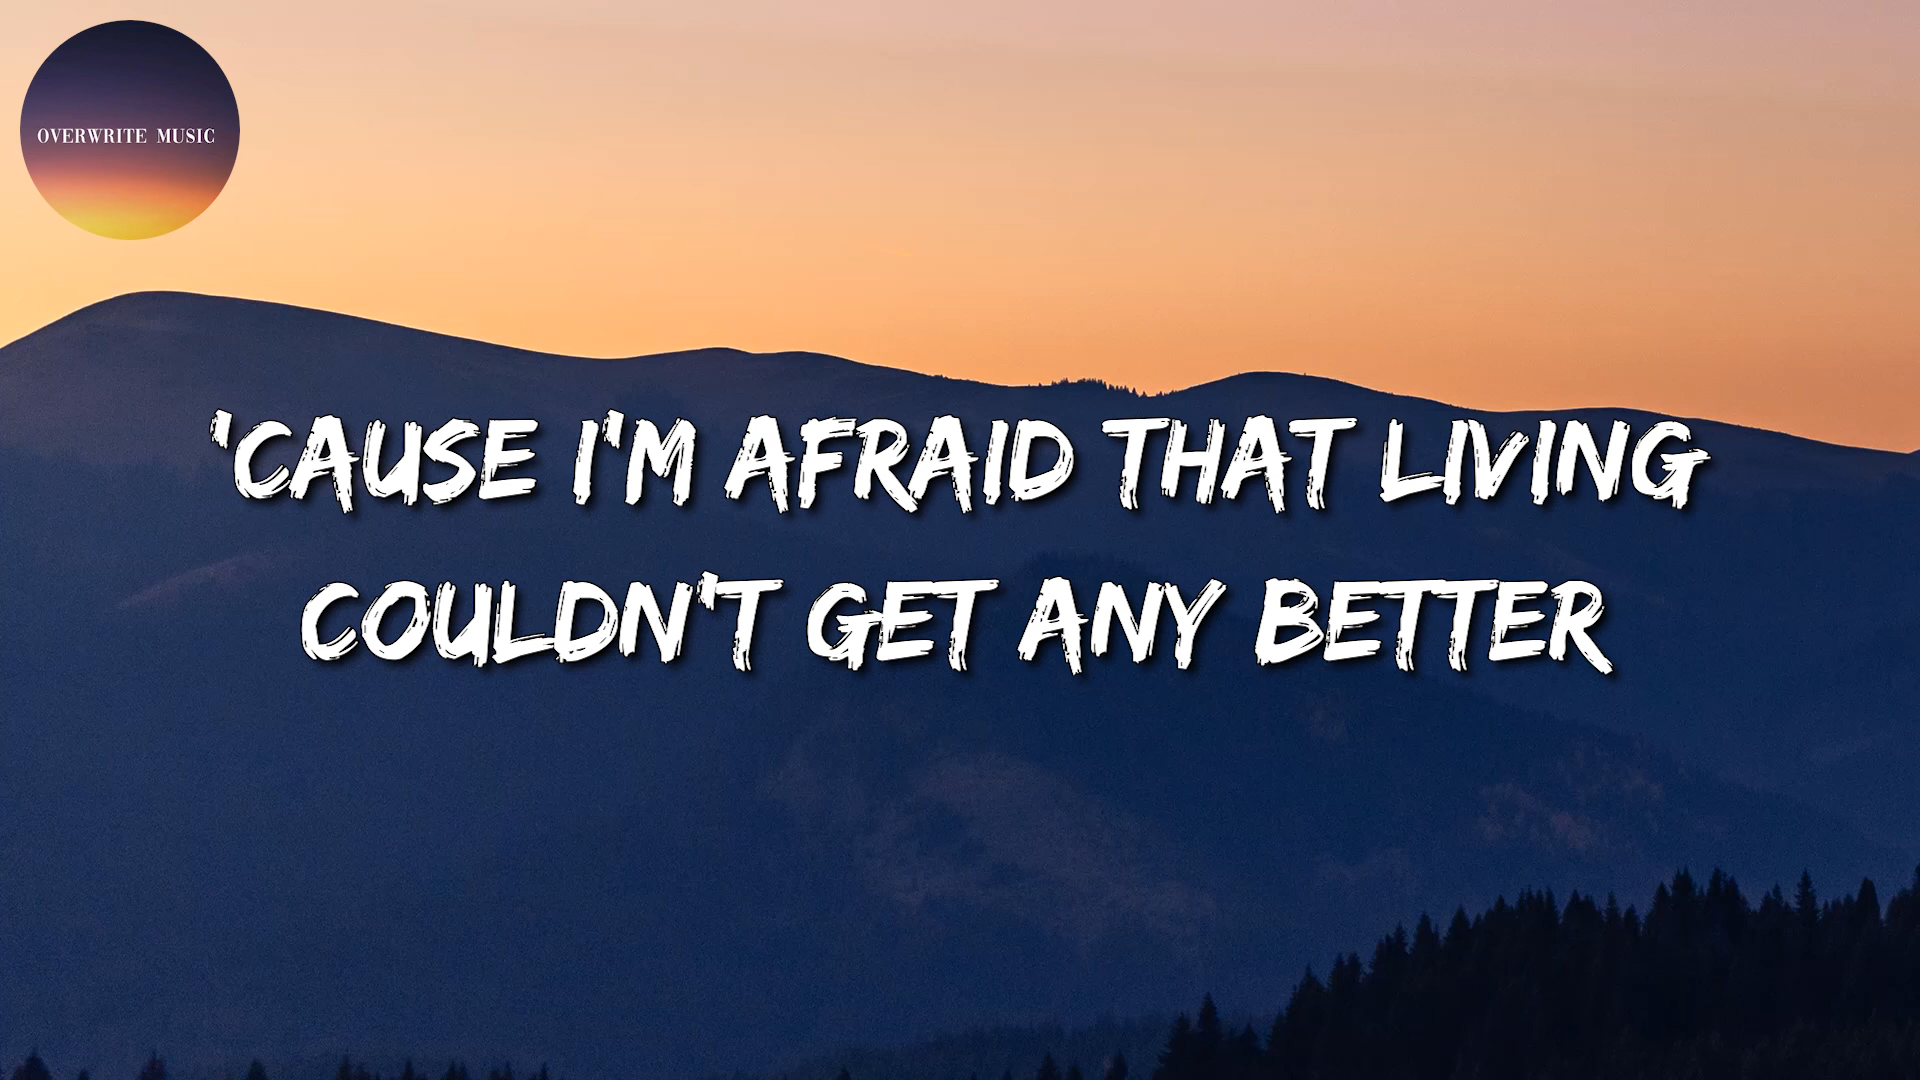 OVERWRITE MUSIC
'CAUSE I'M AFRAID THAT LIVING
COULDN'T GET ANY BETTER